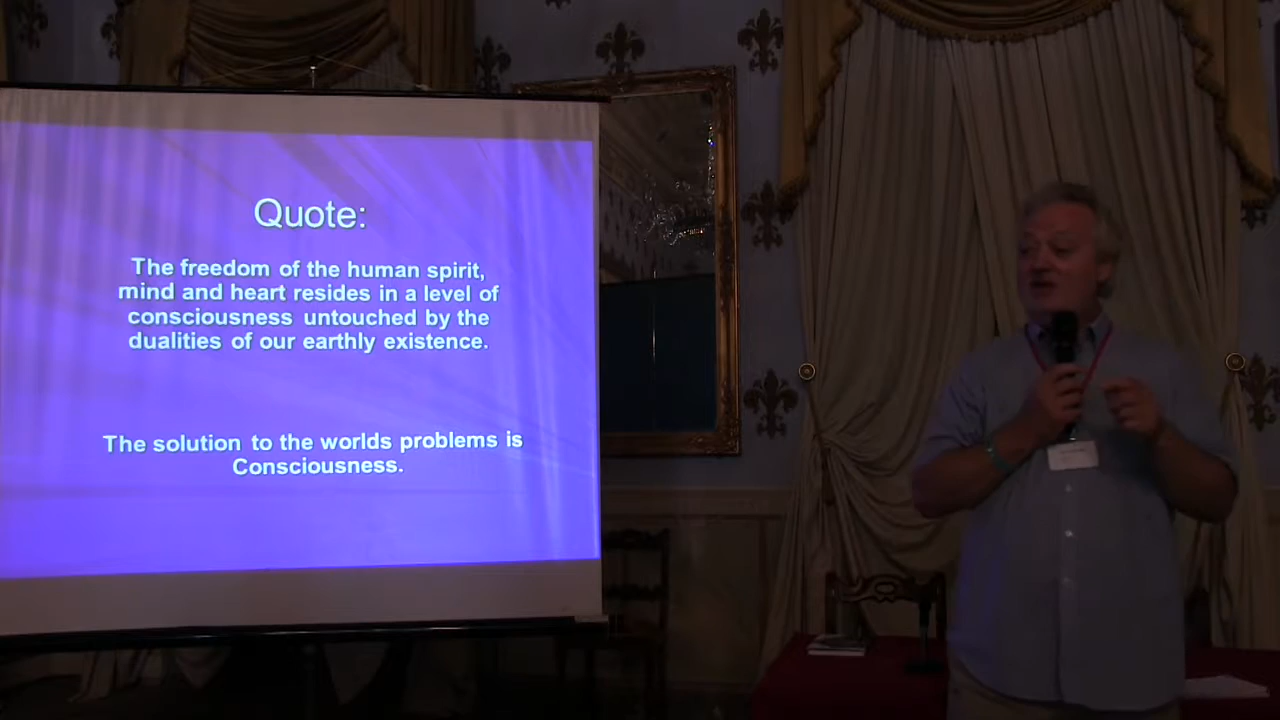 Quote:
The freedom of the human spirit,
mind and heart resides in a level of
consciousness untouched by the
dualities of our earthly existence.
The solution to the worlds problems is
Consciousness.